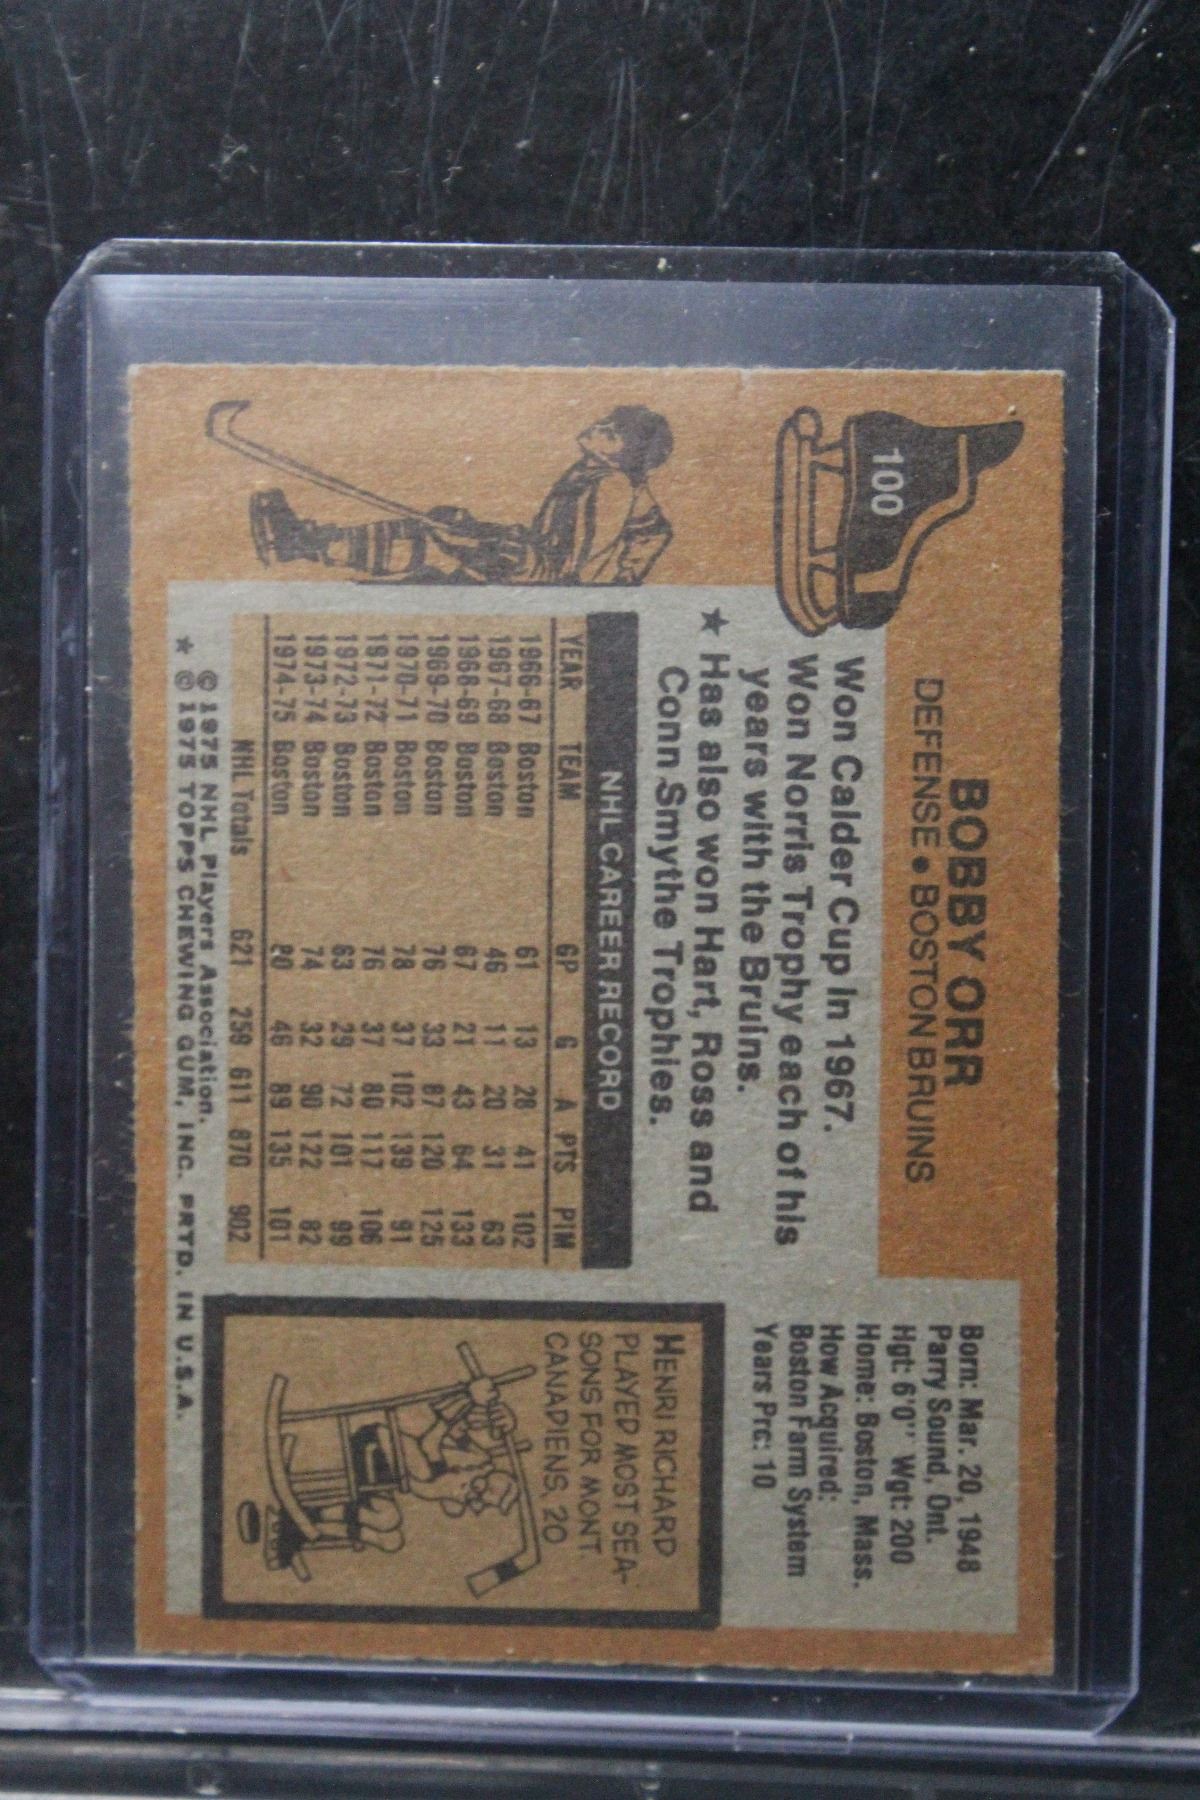 100
BOBBY ORR
DEFENSE • BOSTON BRUINS
Won Calder Cup in 1967.
Won Norris Trophy each of his
years with the Bruins.
★ Has also won Hart, Ross and
Conn Smythe Trophies.
Born: Mar. 20, 1948
Parry Sound, Ont.
Hgt: 6'0" Wgt: 200
Home: Boston, Mass.
How Acquired:
Boston Farm System
Years Pro: 10
NHL CAREER RECORD
YEAR TEAM GP G A PTS PIM
1966-67 Boston 61 13 28 41 102
1967-68 Boston 46 11 20 31 63
1968-69 Boston 67 21 43 64 133
1969-70 Boston 76 33 87 120 125
1970-71 Boston 78 37 102 139 91
1971-72 Boston 76 37 80 117 106
1972-73 Boston 63 29 72 101 99
1973-74 Boston 74 32 90 122 82
1974-75 Boston 80 46 89 135 101
NHL Totals 621 259 611 870 902
HENRI RICHARD
PLAYED MOST SEA-
SONS FOR MONT.
CANADIENS, 20
©1975 NHL Players Association.
★ ©1975 TOPPS CHEWING GUM, INC. PRTD. IN U.S.A.